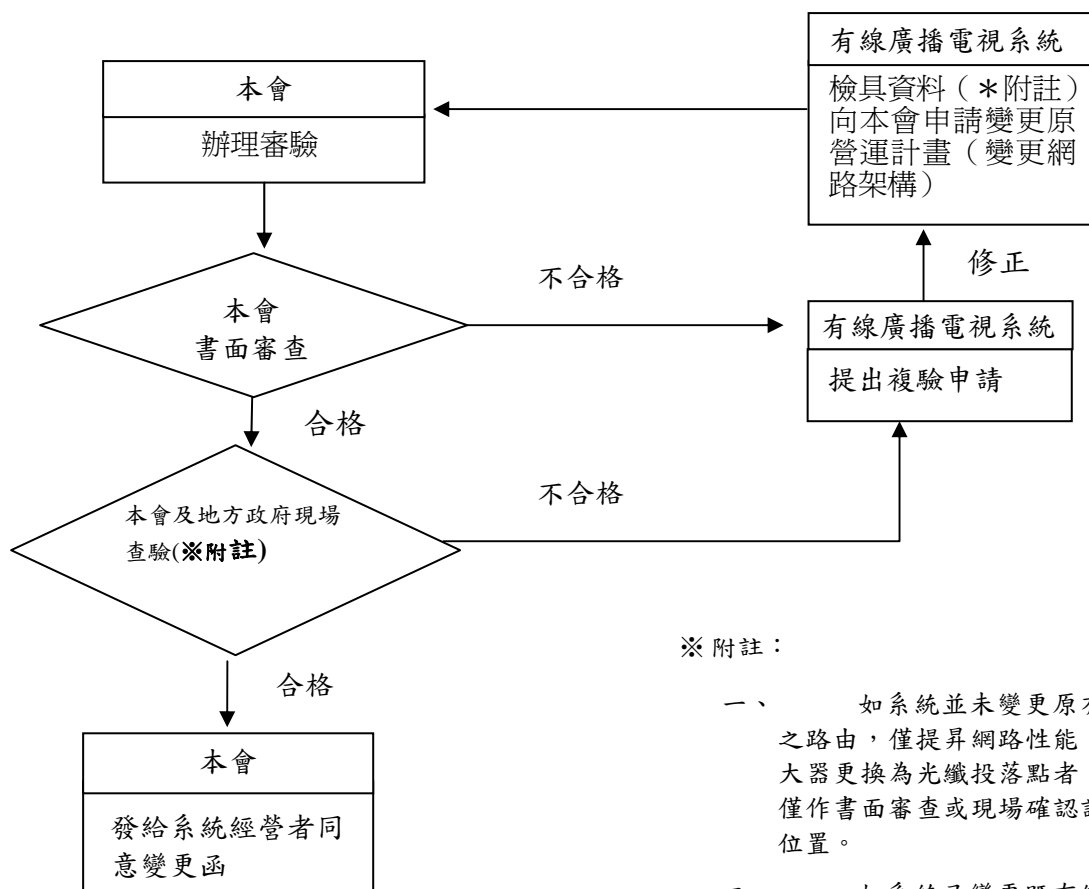 有線廣播電視系統
檢具資料(＊附註)
向本會申請變更原
營運計畫(變更網
路架構)
本會
辦理審驗
修正
不合格
本會
書面審查
有線廣播電視系統
提出複驗申請
合格
不合格
本會及地方政府現場
查驗(※附註)
合格
本會
發給系統經營者同
意變更函
※附註：
一、 如系統並未變更原
之路由，僅提昇網路性能
大器更換為光纖投落點者
僅作書面審查或現場確認
位置。